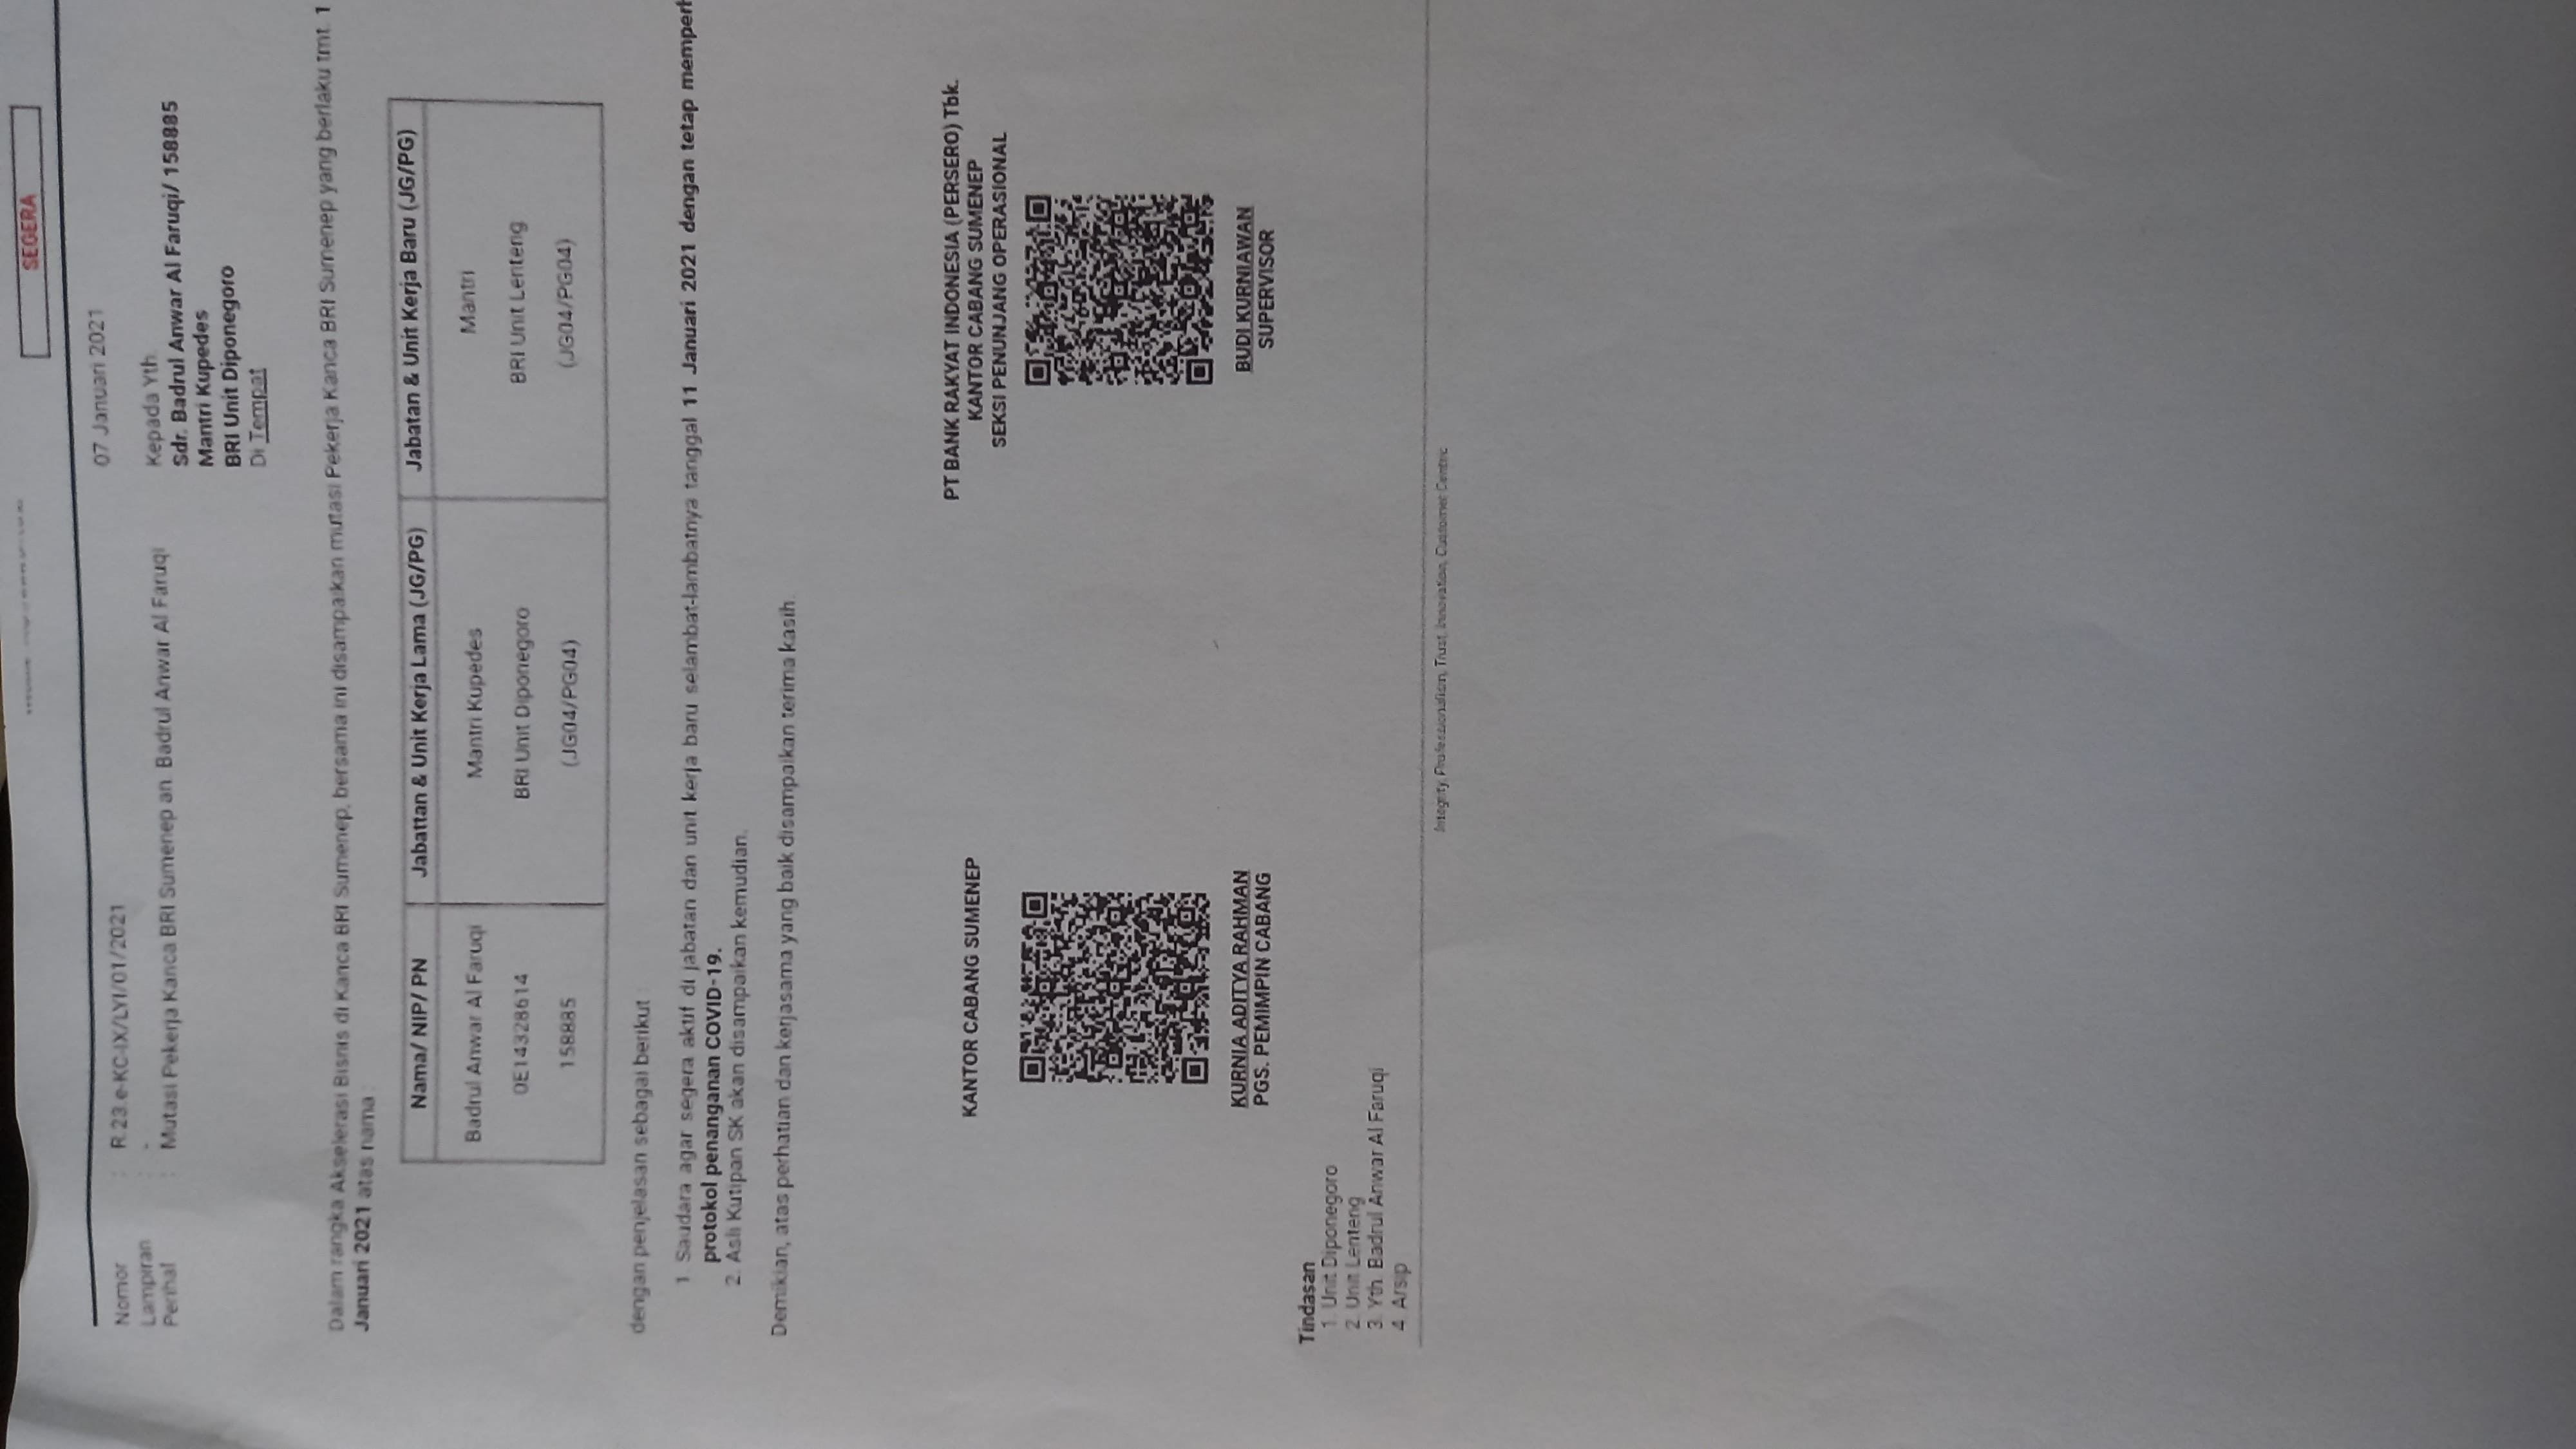 SEGERA
07 Januari 2021
Nomor : R.23.e-KC-IX/LYI/01/2021
Lampiran : -
Perihal : Mutasi Pekerja Kanca BRI Sumenep an. Badrul Anwar Al Faruqi
Kepada Yth.
Sdr. Badrul Anwar Al Faruqi/ 158885
Mantri Kupedes
BRI Unit Diponegoro
Di Tempat
Dalam rangka Akselerasi Bisnis di Kanca BRI Sumenep, bersama ini disampaikan mutasi Pekerja Kanca BRI Sumenep yang berlaku tmt. 1
Januari 2021 atas nama :
Nama/ NIP/ PN
Jabattan & Unit Kerja Lama (JG/PG)
Jabatan & Unit Kerja Baru (JG/PG)
Badrul Anwar Al Faruqi
0E14328614
158885
Mantri Kupedes
BRI Unit Diponegoro
(JG04/PG04)
Mantri
BRI Unit Lenteng
(JG04/PG04)
dengan penjelasan sebagai berikut :
1. Saudara agar segera aktif di jabatan dan unit kerja baru selambat-lambatnya tanggal 11 Januari 2021 dengan tetap
protokol penanganan COVID-19.
2. Asli Kutipan SK akan disampaikan kemudian.
Demikian, atas perhatian dan kerjasama yang baik disampaikan terima kasih.
KANTOR CABANG SUMENEP
KURNIA ADITYA RAHMAN
PGS. PEMIMPIN CABANG
PT BANK RAKYAT INDONESIA (PERSERO) Tbk.
KANTOR CABANG SUMENEP
SEKSI PENUNJANG OPERASIONAL
BUDI KURNIAWAN
SUPERVISOR
Tindasan
1. Unit Diponegoro
2. Unit Lenteng
3. Yth. Badrul Anwar Al Faruqi
4. Arsip
Integrity, Professionalism, Trust, Innovation, Customer Centric